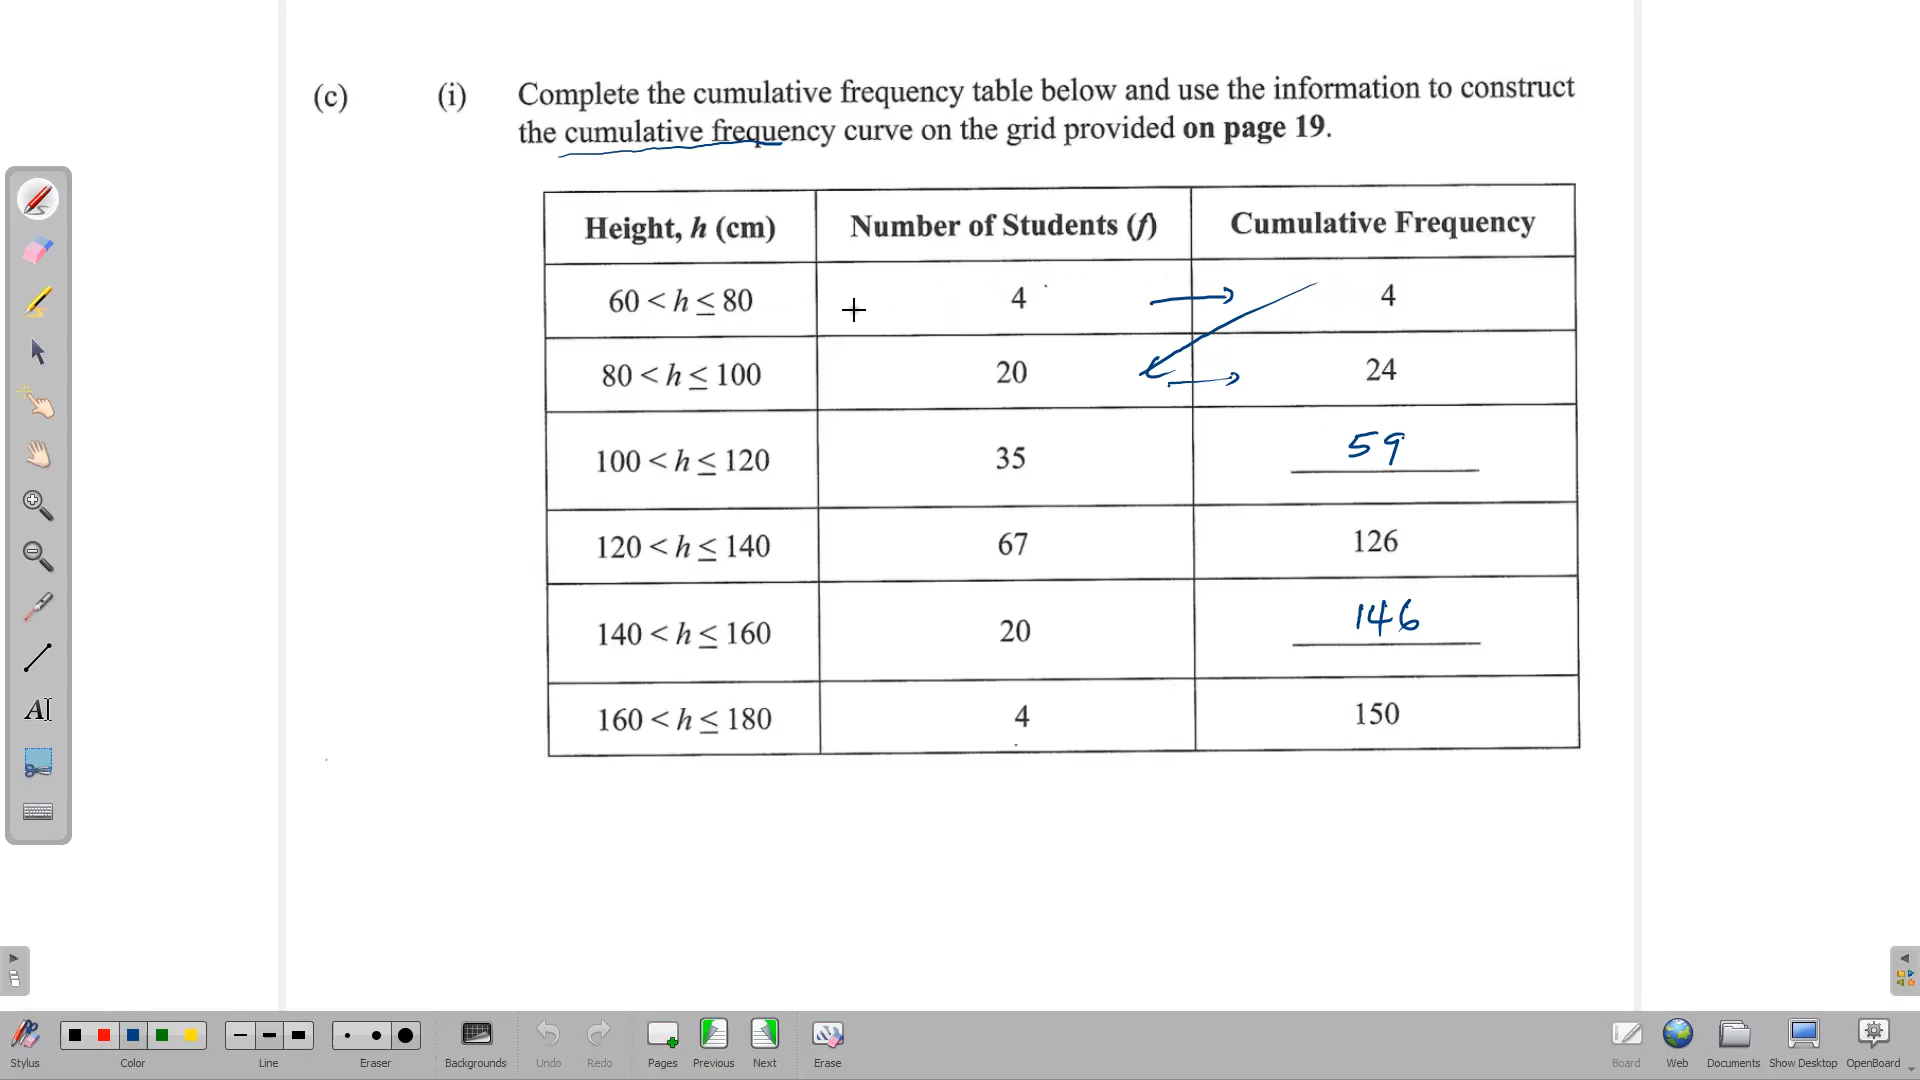 (c) (i) Complete the cumulative frequency table below and use the information to construct
the cumulative frequency curve on the grid provided on page 19.
Height, h (cm) Number of Students (f) Cumulative Frequency
60 < h ≤ 80 4 4
80 < h ≤ 100 20 24
100 < h ≤ 120 35 59
120 < h ≤ 140 67 126
140 < h ≤ 160 20 146
160 < h ≤ 180 4 150
Stylus Color Line Eraser Backgrounds Undo Redo Pages Previous Next Erase Board Web Documents Show Desktop OpenBoard